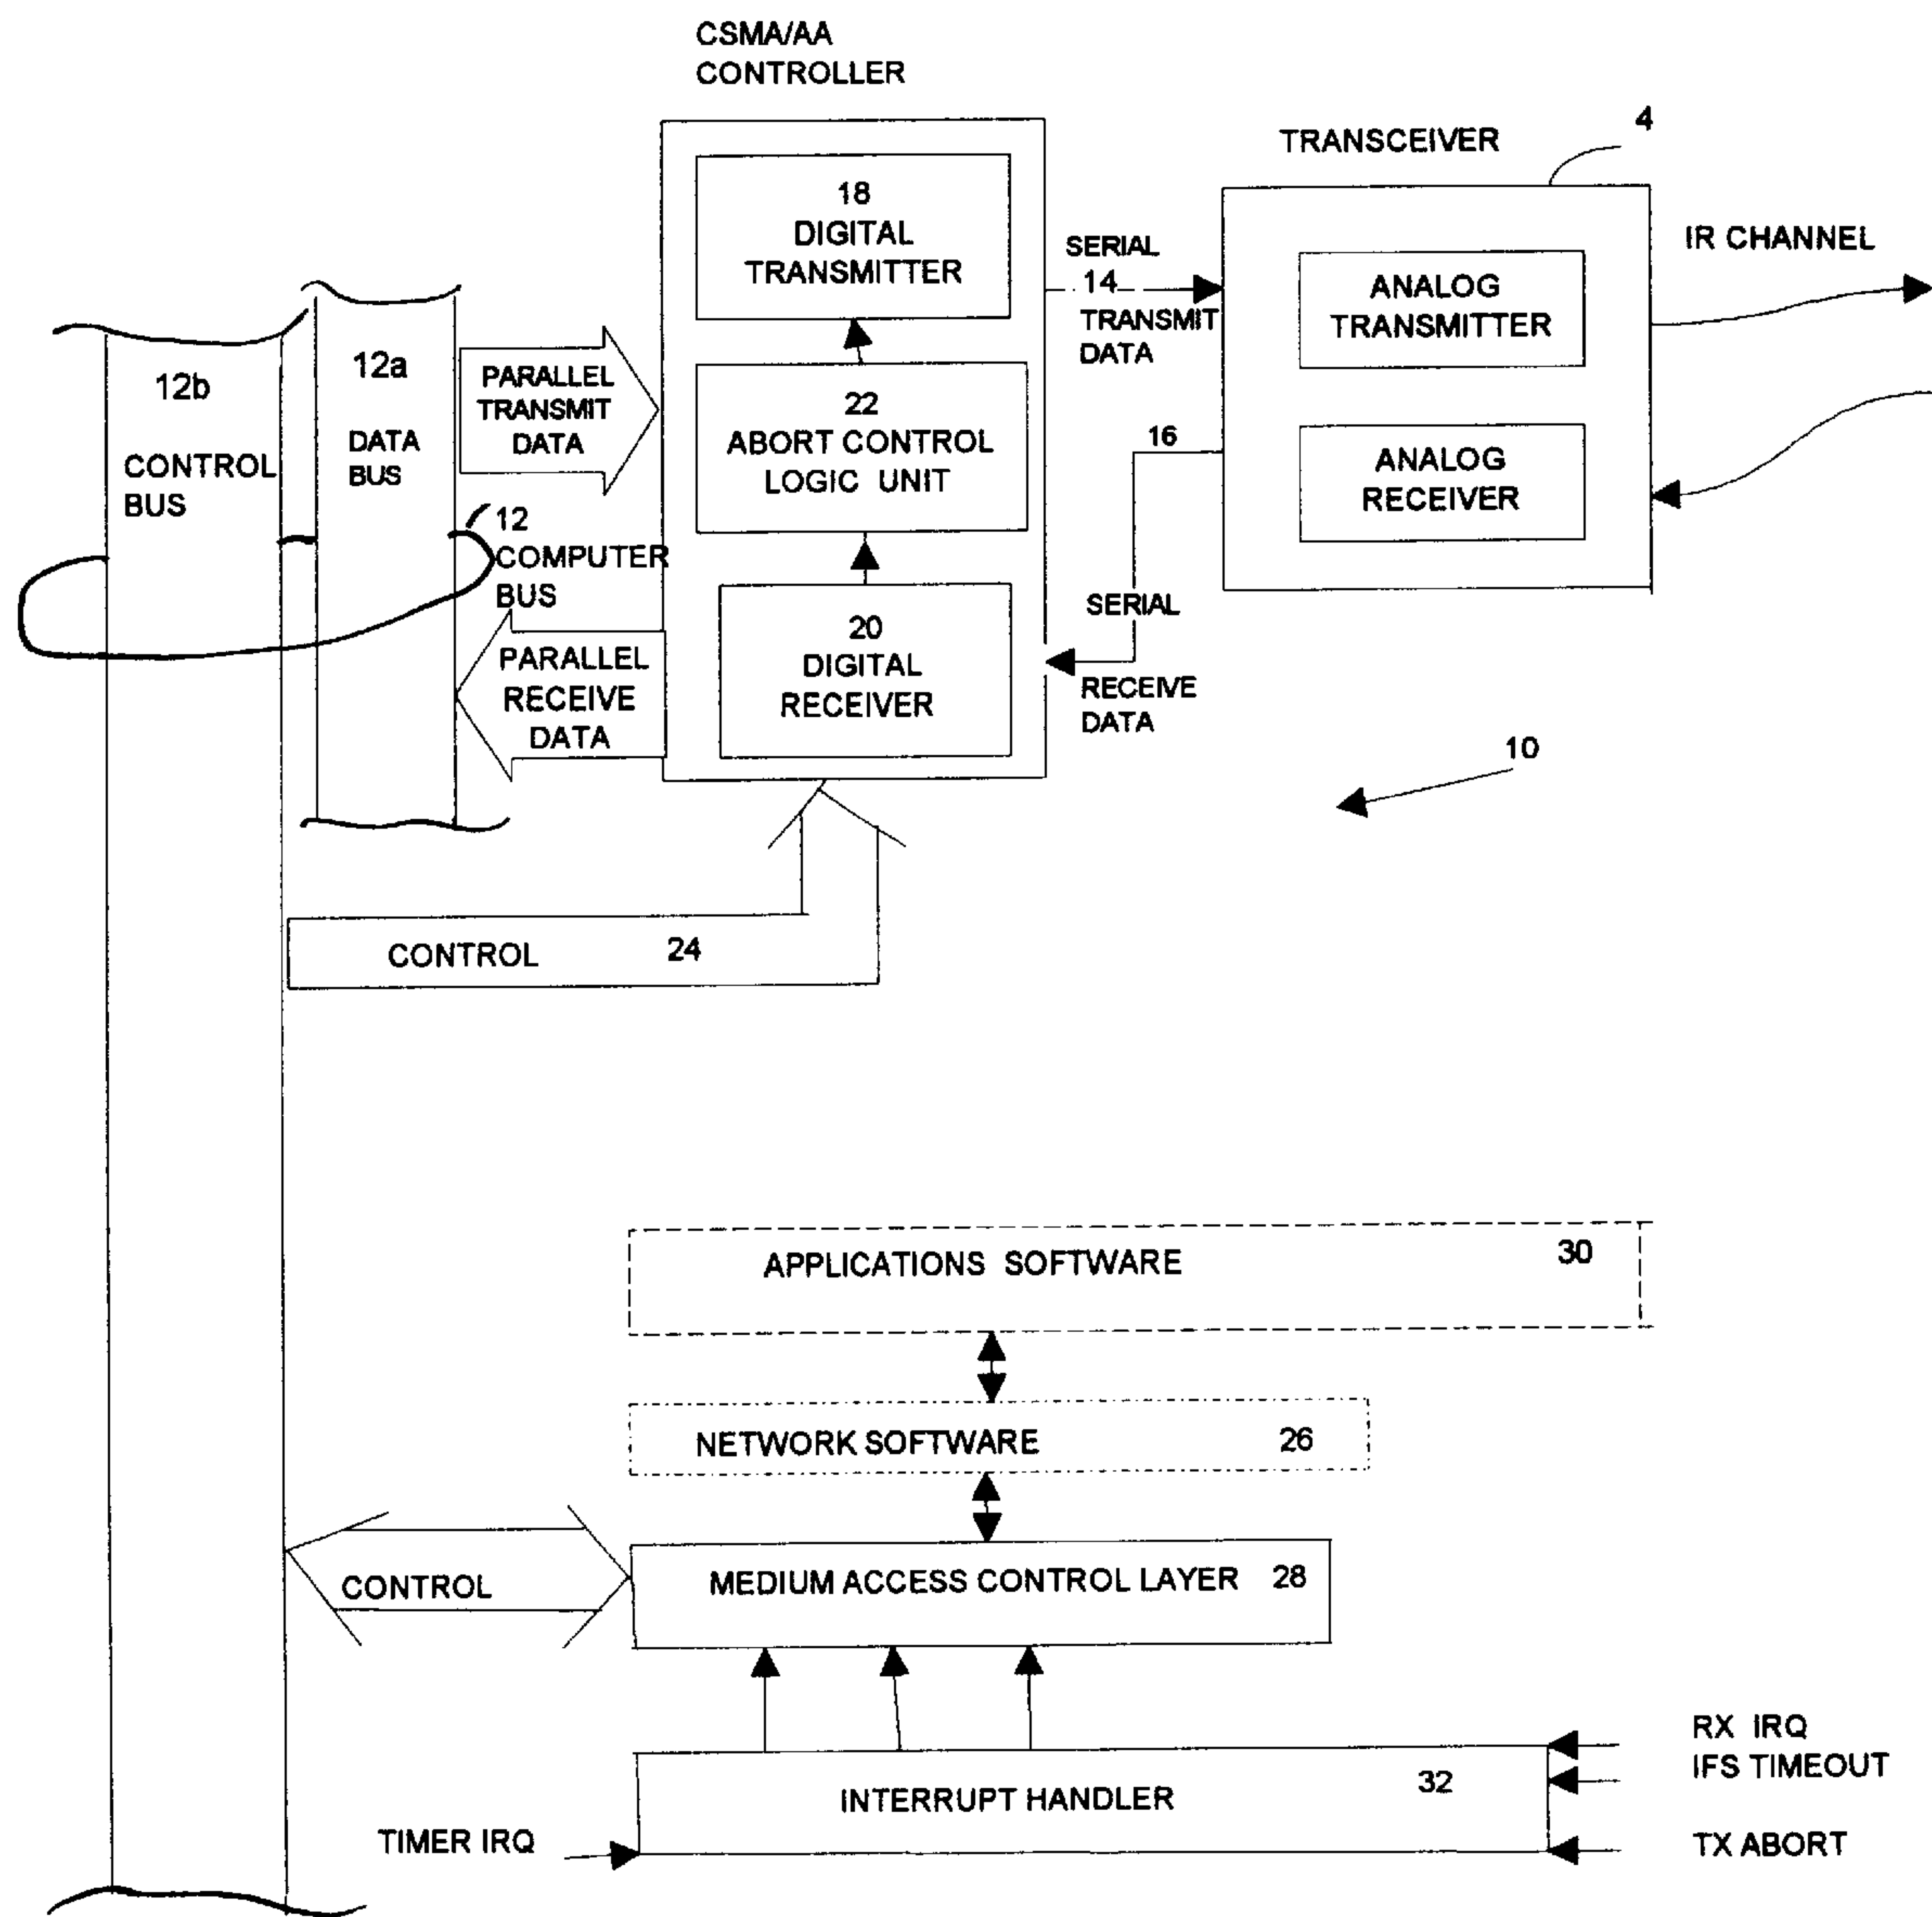 CSMA/AA
CONTROLLER
TRANSCEIVER
4
18
DIGITAL
TRANSMITTER
SERIAL
14
TRANSMIT
DATA
ANALOG
TRANSMITTER
IR CHANNEL
12b
CONTROL
BUS
12a
DATA
BUS
PARALLEL
TRANSMIT
DATA
22
ABORT CONTROL
LOGIC UNIT
16
ANALOG
RECEIVER
12
COMPUTER
BUS
SERIAL
PARALLEL
RECEIVE
DATA
20
DIGITAL
RECEIVER
RECEIVE
DATA
10
CONTROL 24
APPLICATIONS SOFTWARE 30
NETWORK SOFTWARE 26
CONTROL
MEDIUM ACCESS CONTROL LAYER 28
RX IRQ
IFS TIMEOUT
INTERRUPT HANDLER 32
TIMER IRQ
TX ABORT